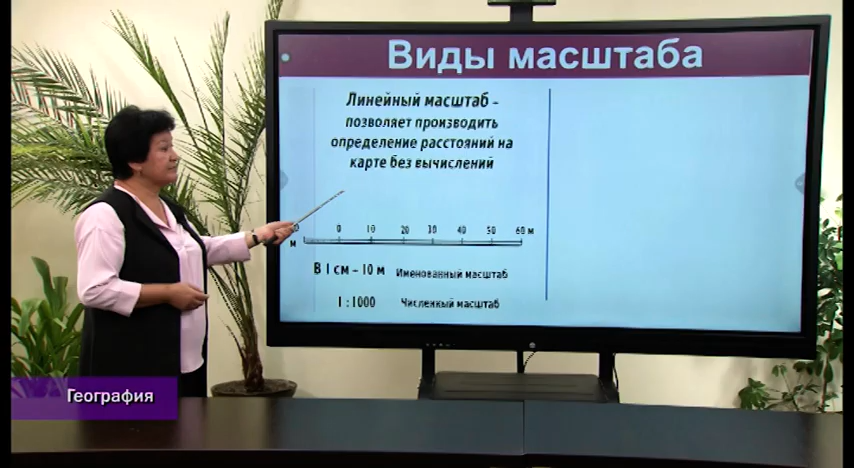 Виды масштаба
Линейный масштаб –
позволяет производить
определение расстояний на
карте без вычислений
0 10 20 30 40 50 60 м
м
В 1 см – 10 м Именованный масштаб
1 : 1000 Численный масштаб
География